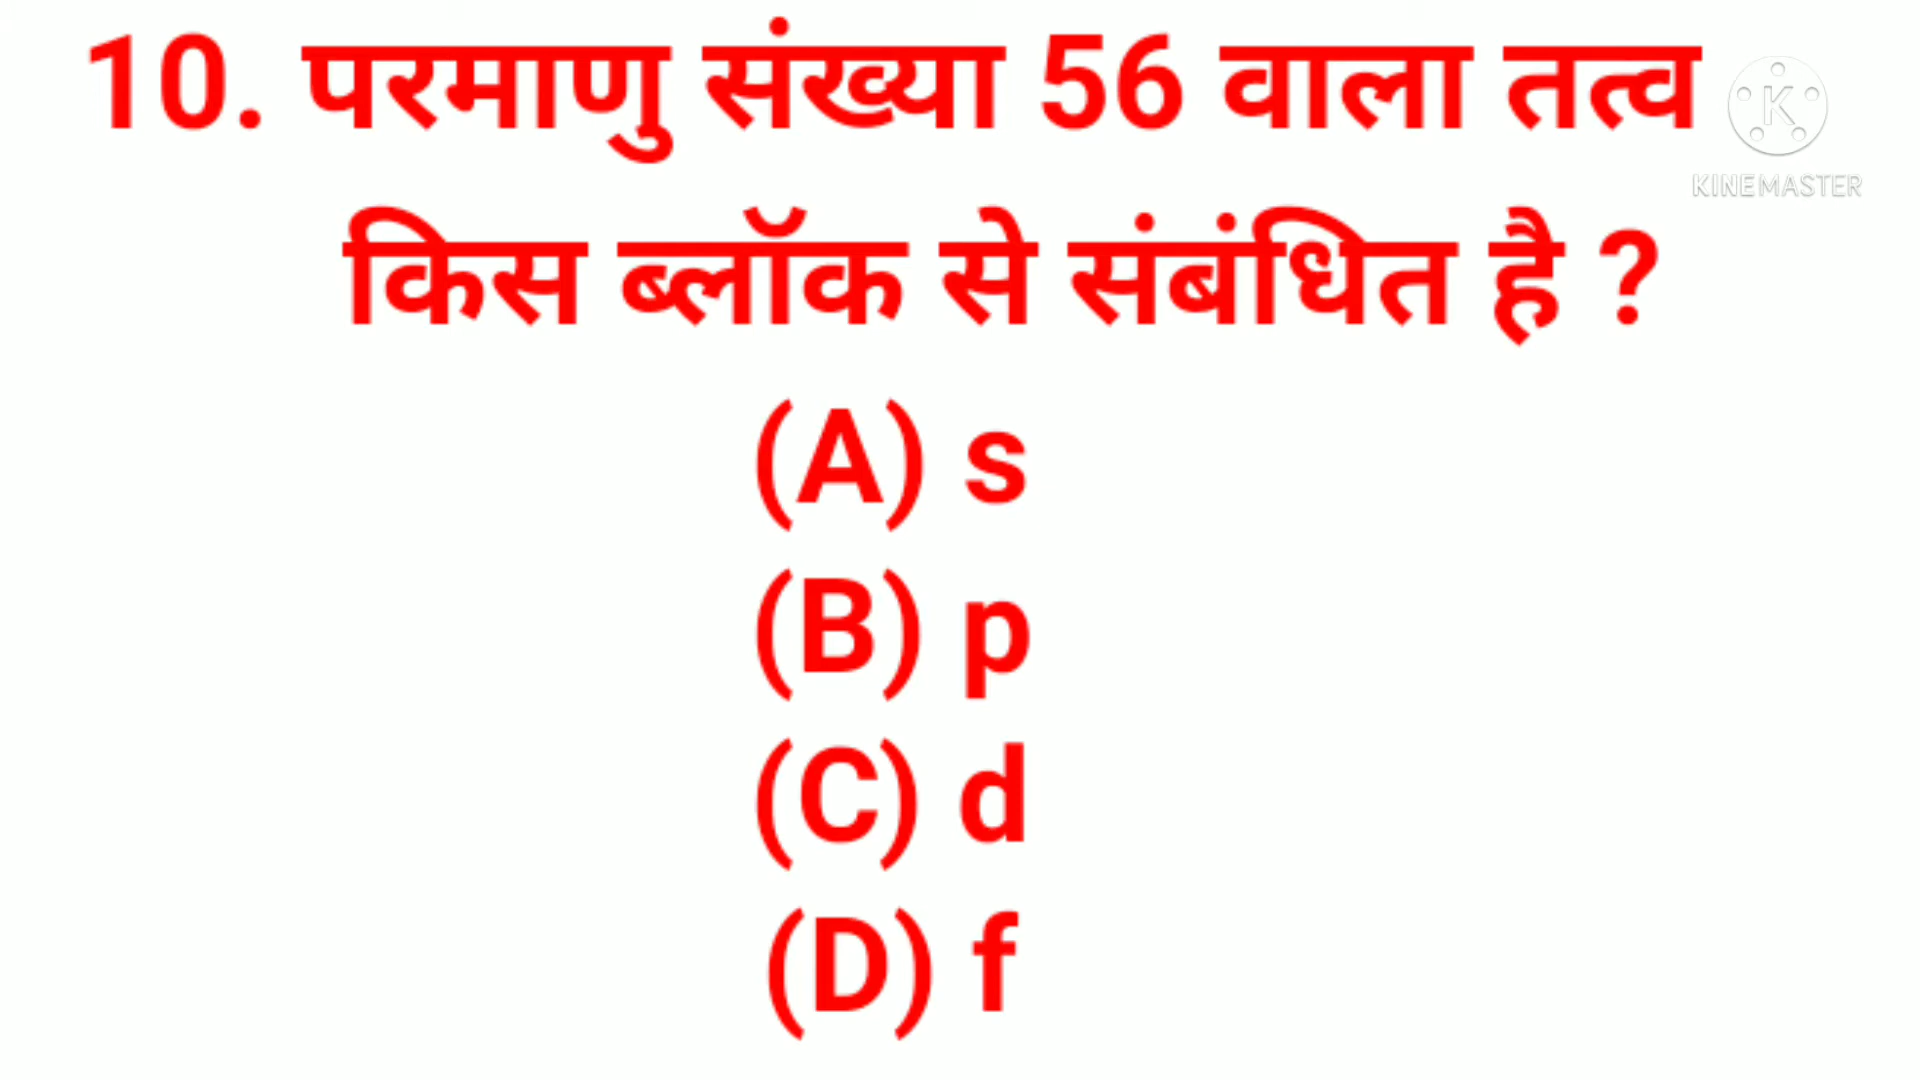 10. परमाणु संख्या 56 वाला तत्व
किस ब्लॉक से संबंधित है ?
(A) s
(B) p
(C) d
(D) f
K
KINEMASTER